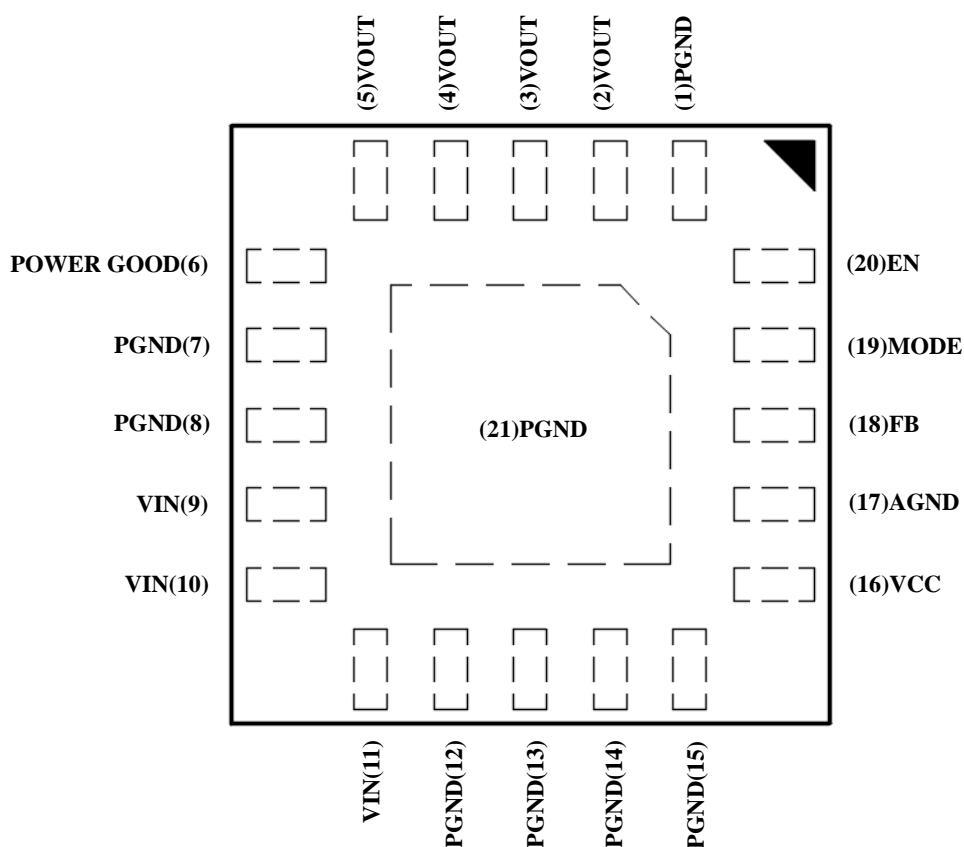 (5)VOUT
(4)VOUT
(3)VOUT
(2)VOUT
(1)PGND
POWER GOOD(6)
(20)EN
PGND(7)
(19)MODE
PGND(8)
(18)FB
(21)PGND
VIN(9)
(17)AGND
VIN(10)
(16)VCC
VIN(11)
PGND(12)
PGND(13)
PGND(14)
PGND(15)